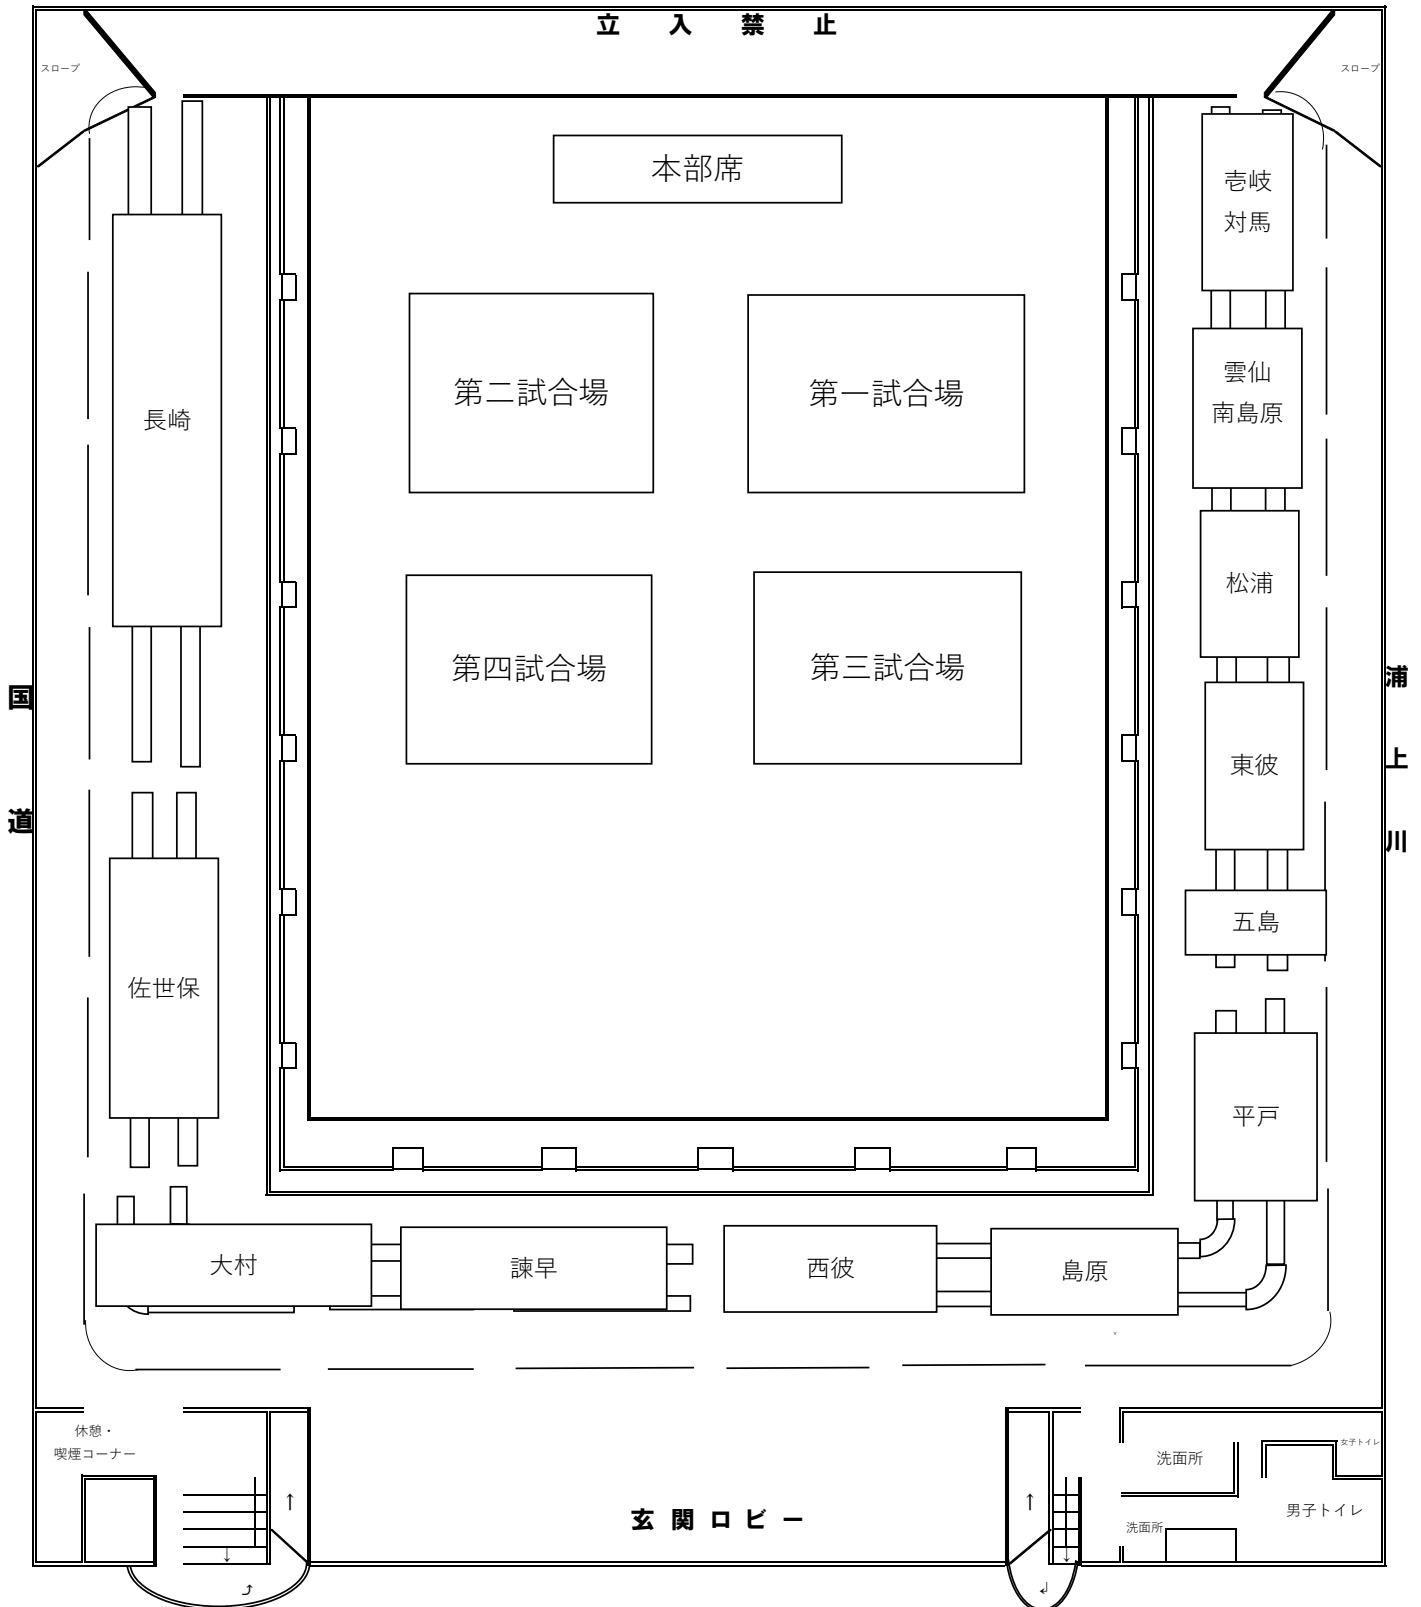 立入禁止
スロープ
スロープ
本部席
壱岐
対馬
第二試合場
第一試合場
雲仙
南島原
長崎
松浦
第四試合場
第三試合場
国道
浦上川
東彼
五島
佐世保
平戸
大村
諫早
西彼
島原
休憩・
喫煙コーナー
洗面所
女子トイレ
↑
↑
玄関ロビー
男子トイレ
洗面所
↓
↓